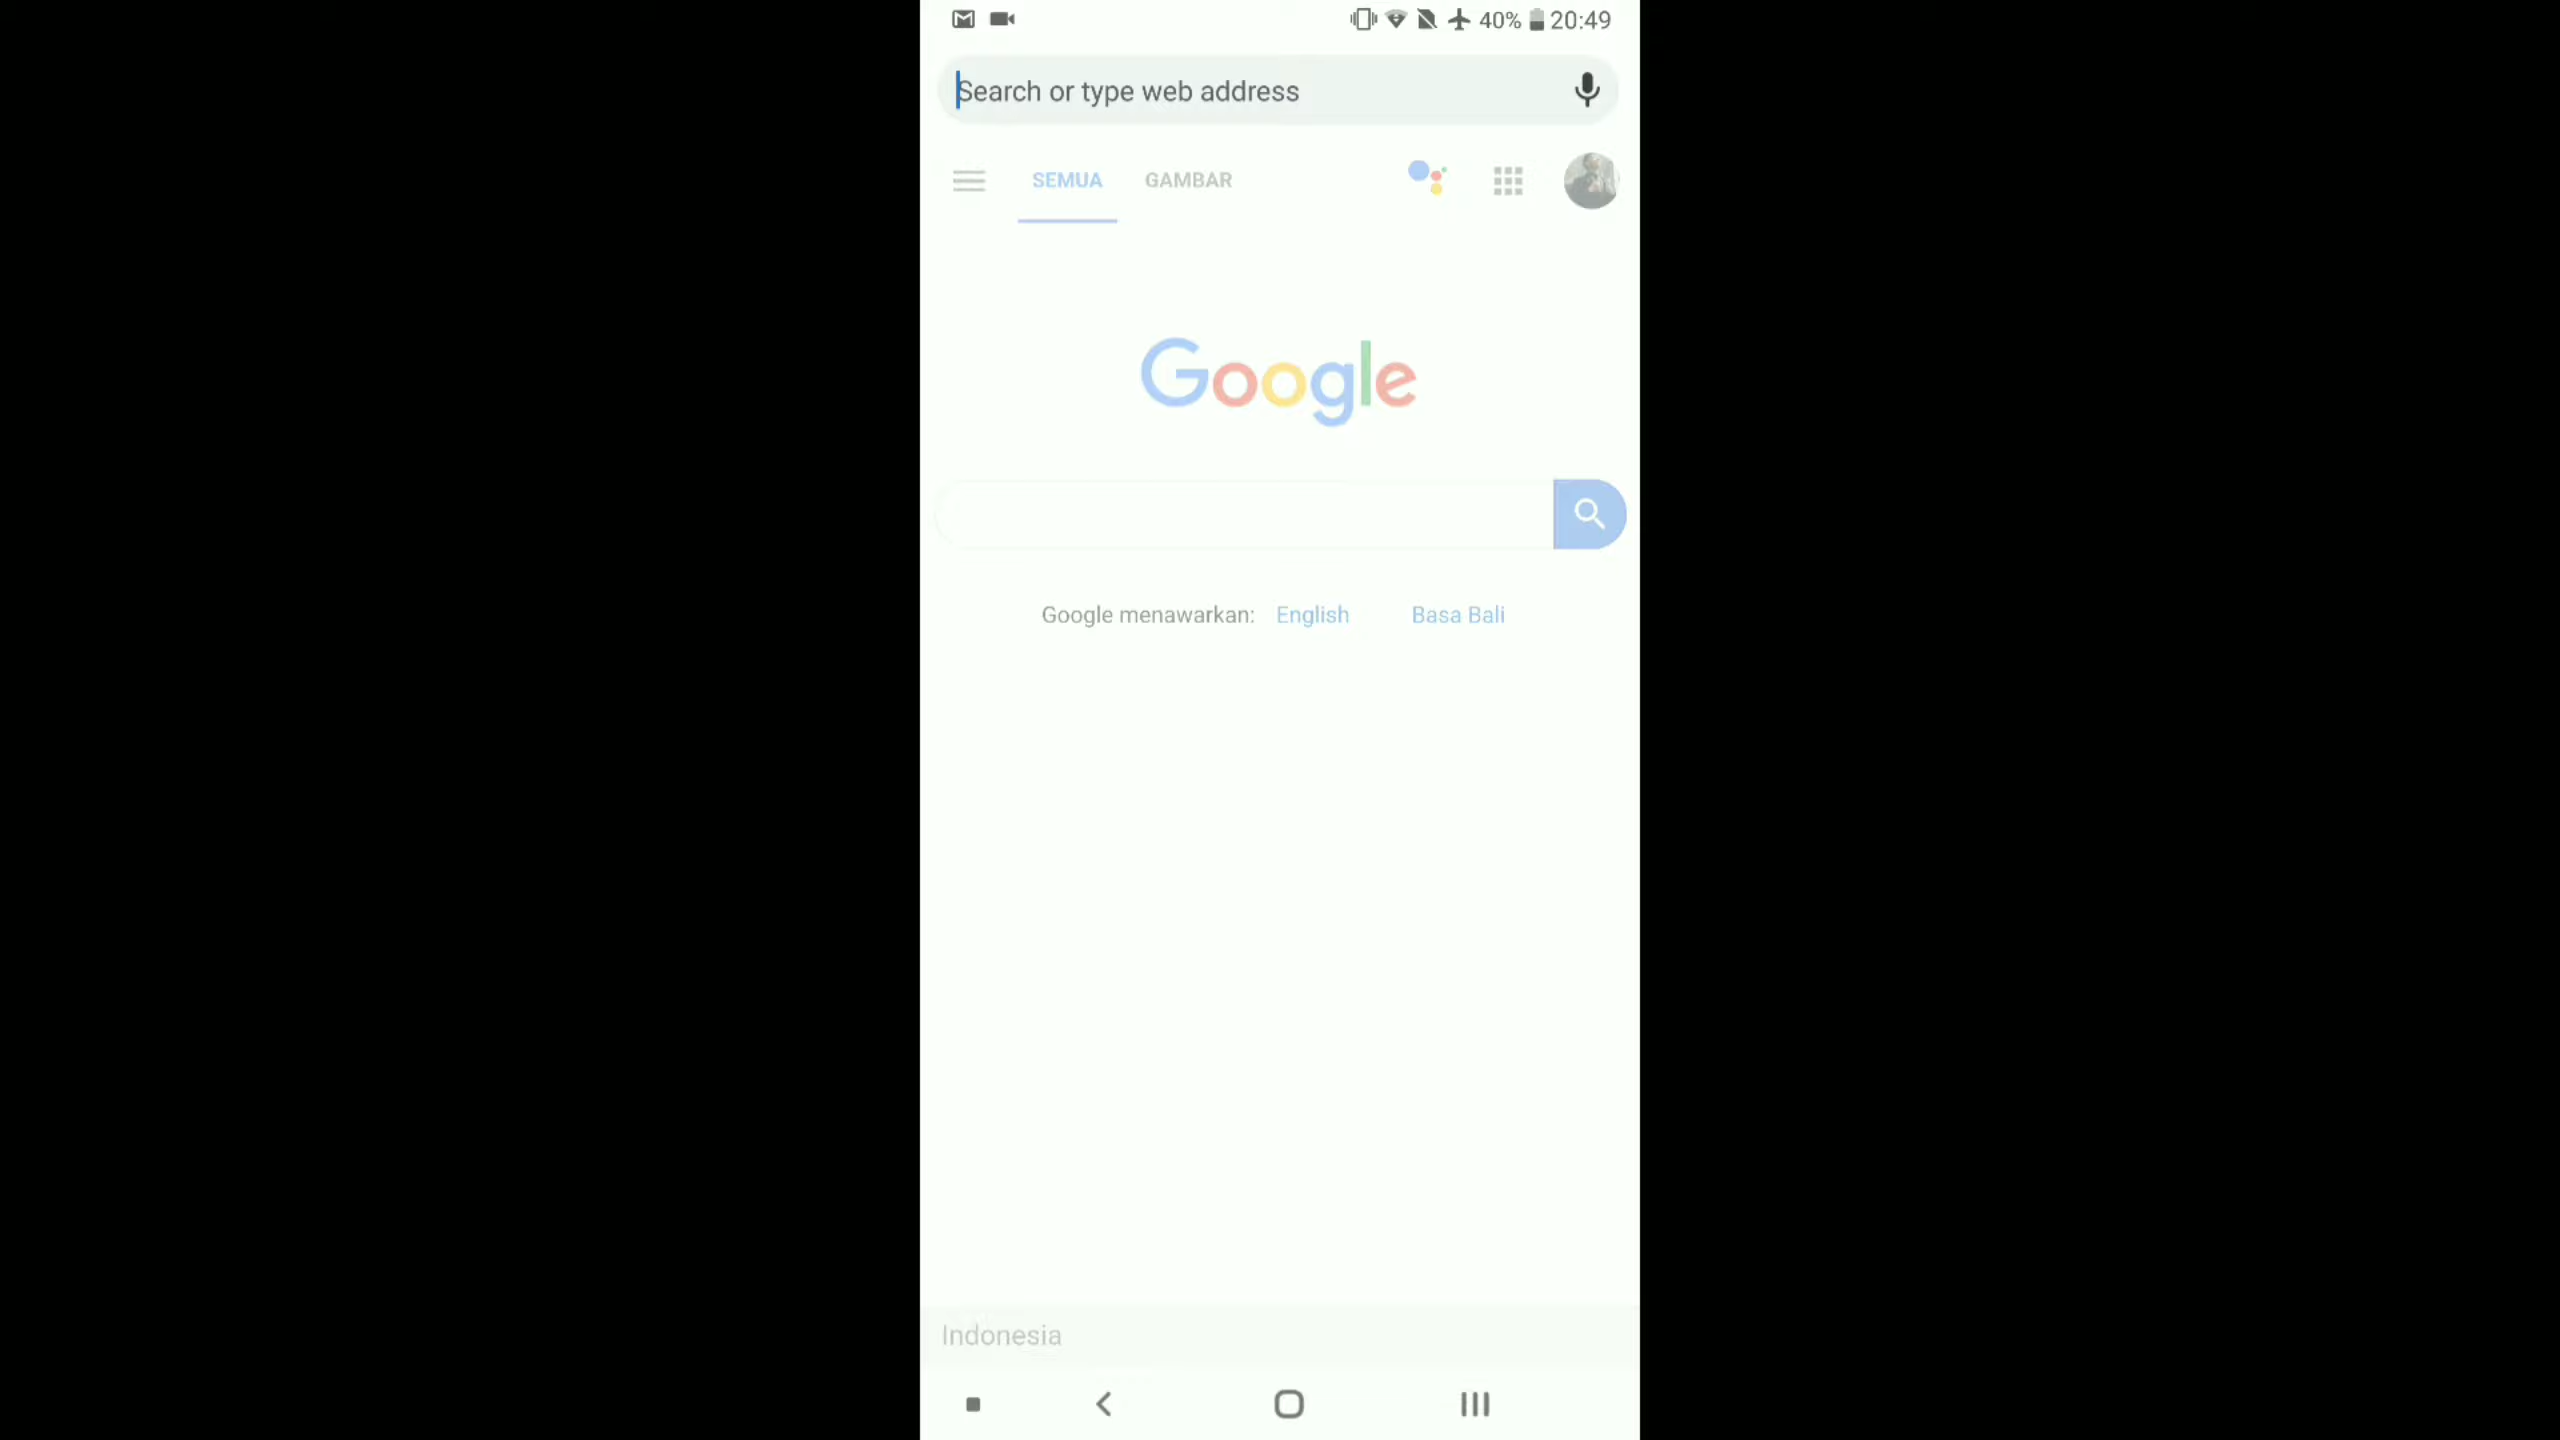 40% 20:49
Search or type web address
SEMUA GAMBAR
Google
Google menawarkan: English Basa Bali
Indonesia